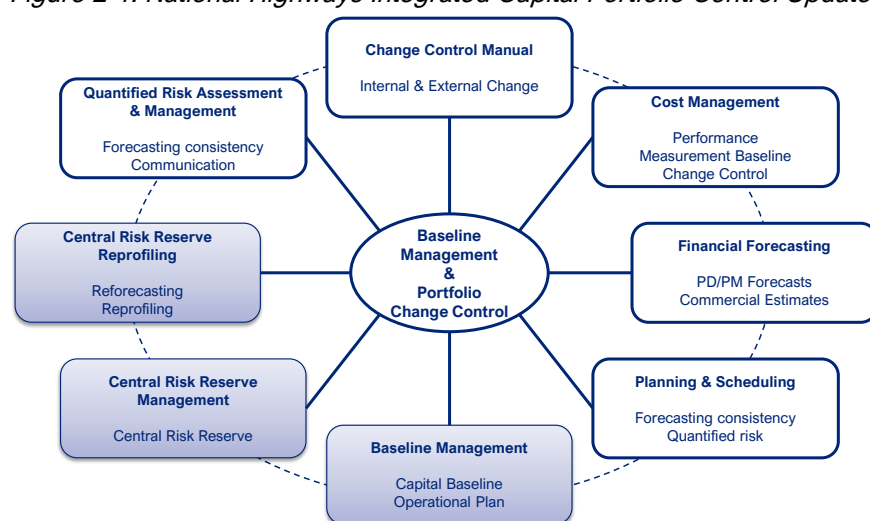 Figure 2-4: National Highways Integrated Capital Portfolio Control Update
Change Control Manual
Internal & External Change
Quantified Risk Assessment
& Management
Forecasting consistency
Communication
Cost Management
Performance
Measurement Baseline
Change Control
Central Risk Reserve
Reprofiling
Reforecasting
Reprofiling
Baseline
Management
&
Portfolio
Change Control
Financial Forecasting
PD/PM Forecasts
Commercial Estimates
Central Risk Reserve
Management
Central Risk Reserve
Planning & Scheduling
Forecasting consistency
Quantified risk
Baseline Management
Capital Baseline
Operational Plan